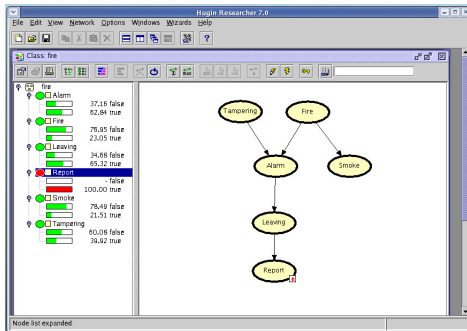 Hugin Researcher 7.0
File Edit View Network Options Windows Wizards Help
Class: fire
fire
Alarm
37.16 false
62.84 true
Fire
76.95 false
23.05 true
Leaving
34.68 false
65.32 true
Report
- false
100.00 true
Smoke
78.49 false
21.51 true
Tampering
60.08 false
39.92 true
Tampering
Fire
Alarm
Smoke
Leaving
Report
Node list expanded